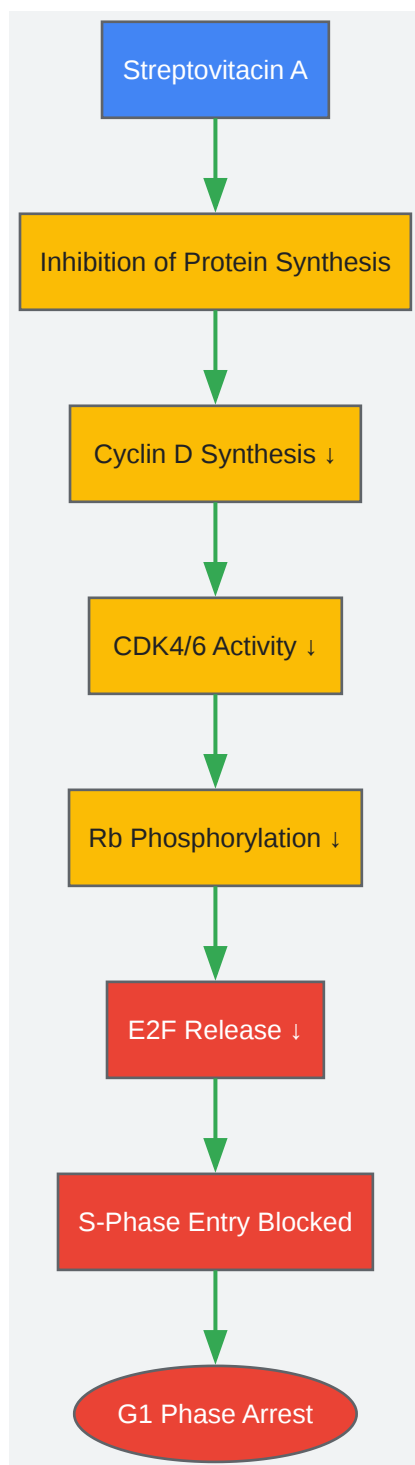 Streptovitacin A
Inhibition of Protein Synthesis
Cyclin D Synthesis ↓
CDK4/6 Activity ↓
Rb Phosphorylation ↓
E2F Release ↓
S-Phase Entry Blocked
G1 Phase Arrest